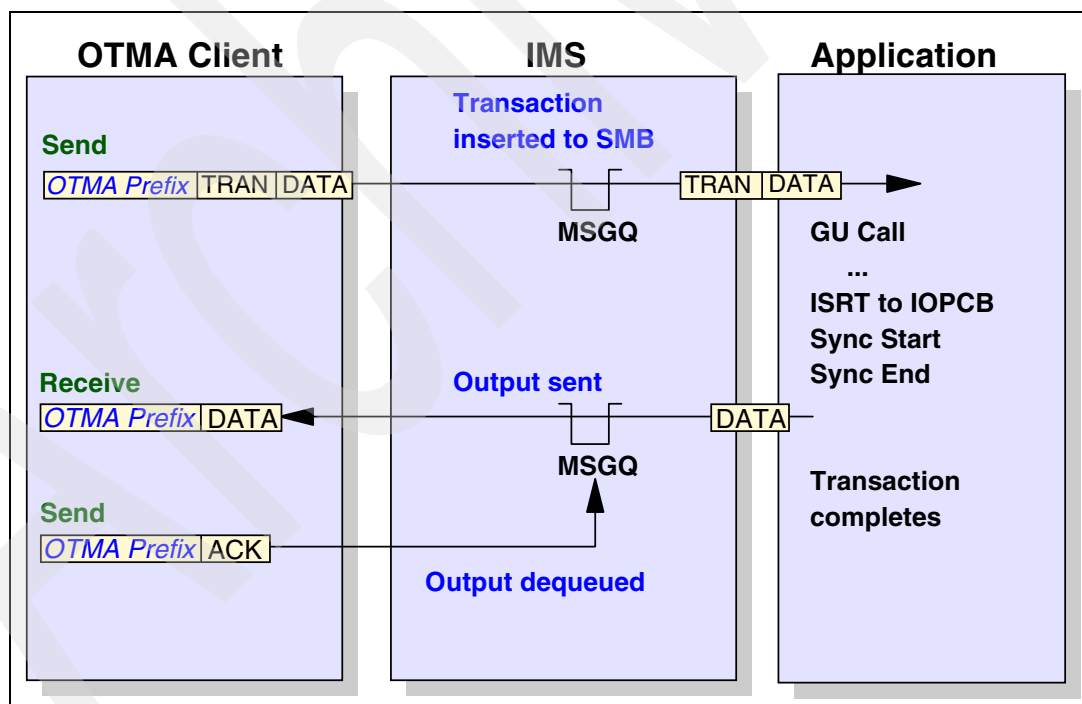 OTMA Client
IMS
Application
Transaction
inserted to SMB
Send
OTMA Prefix TRAN DATA
TRAN DATA
MSGQ
GU Call
...
ISRT to IOPCB
Sync Start
Sync End
Receive
Output sent
OTMA Prefix DATA
DATA
MSGQ
Transaction
completes
Send
OTMA Prefix ACK
Output dequeued